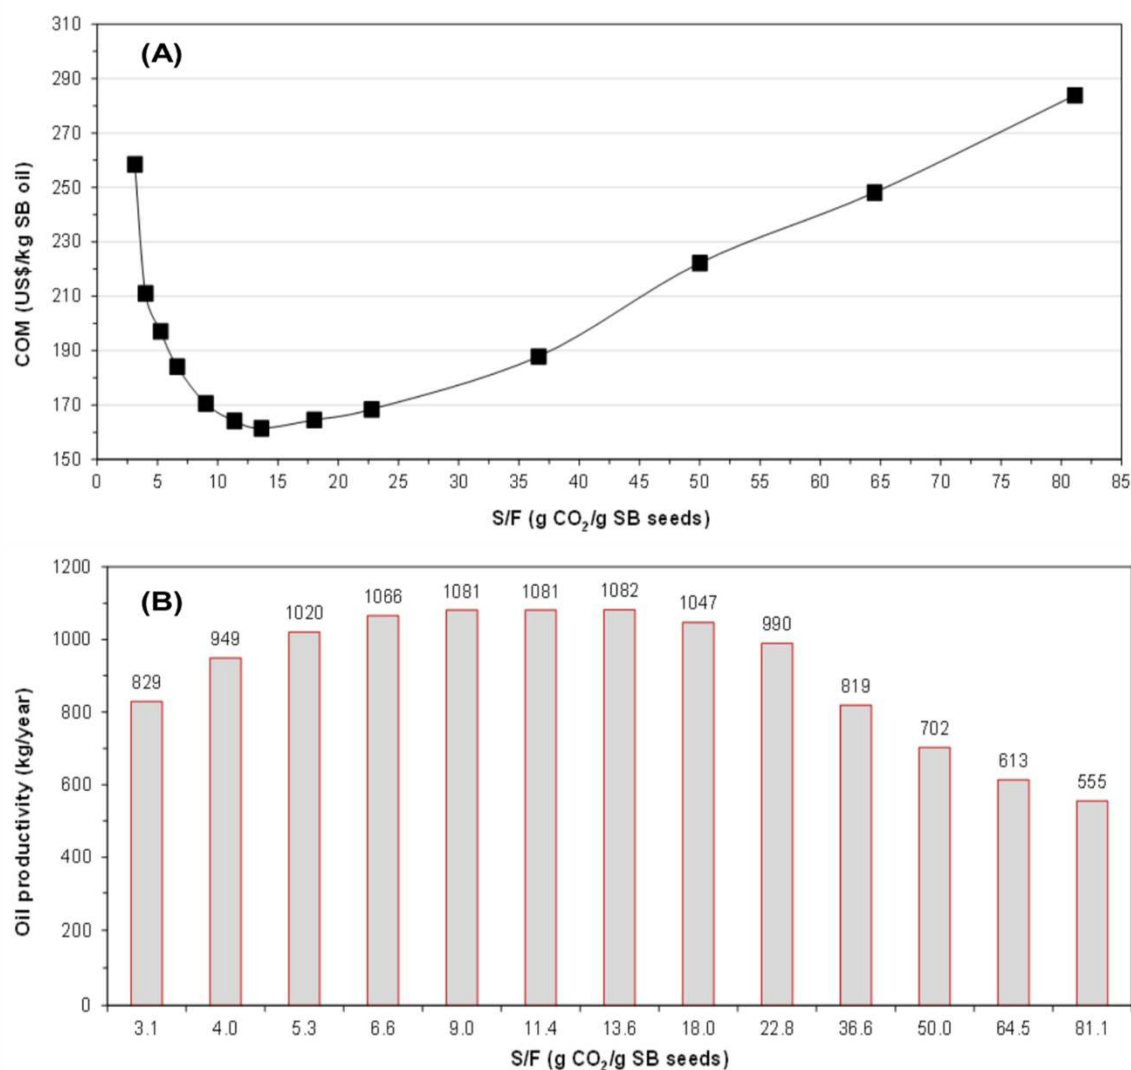 (A)
COM (US$/kg SB oil)
310
290
270
250
230
210
190
170
150
0 5 10 15 20 25 30 35 40 45 50 55 60 65 70 75 80 85
S/F (g CO₂/g SB seeds)
(B)
Oil productivity (kg/year)
1200
1000
800
600
400
200
0
829 949 1020 1066 1081 1081 1082 1047 990 819 702 613 555
3.1 4.0 5.3 6.6 9.0 11.4 13.6 18.0 22.8 36.6 50.0 64.5 81.1
S/F (g CO₂/g SB seeds)